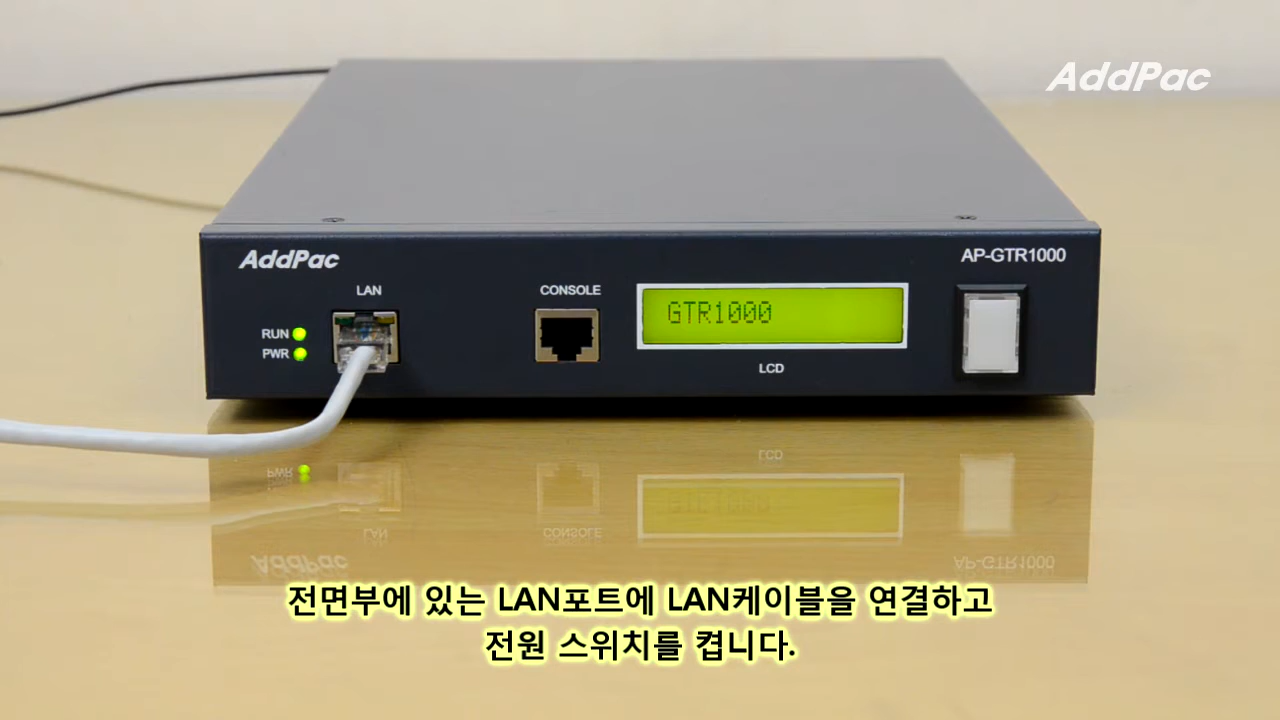 AddPac
AddPac
AP-GTR1000
LAN
CONSOLE
RUN
PWR
GTR1000
LCD
전면부에 있는 LAN포트에 LAN케이블을 연결하고
전원 스위치를 켭니다.